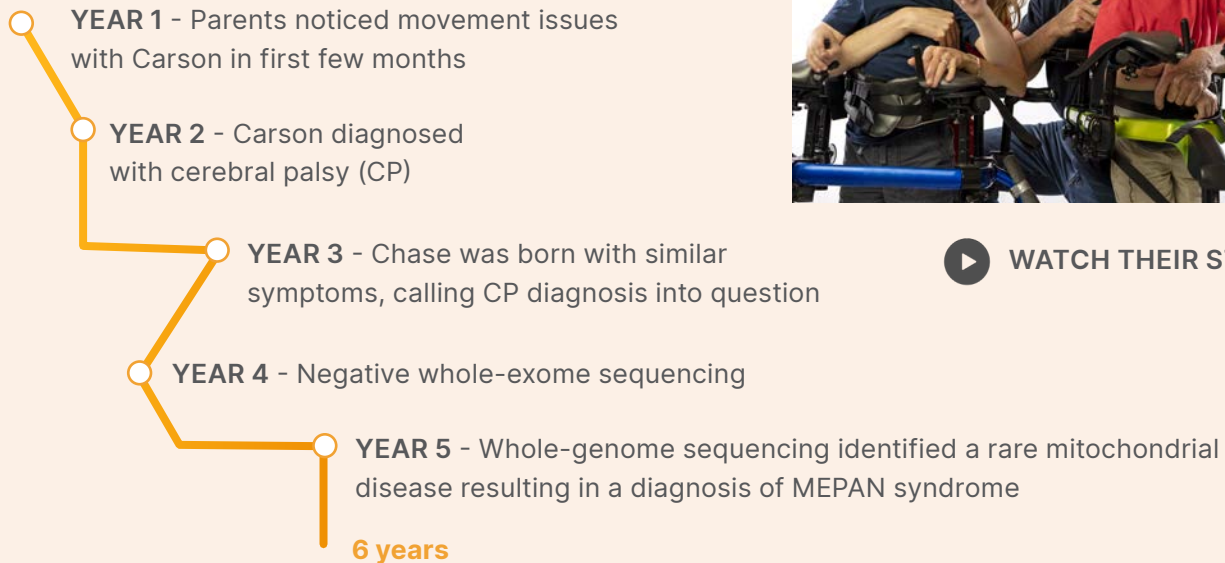 YEAR 1 - Parents noticed movement issues
with Carson in first few months
YEAR 2 - Carson diagnosed
with cerebral palsy (CP)
YEAR 3 - Chase was born with similar
symptoms, calling CP diagnosis into question
WATCH THEIR
YEAR 4 - Negative whole-exome sequencing
YEAR 5 - Whole-genome sequencing identified a rare mitochondrial
disease resulting in a diagnosis of MEPAN syndrome
6 years